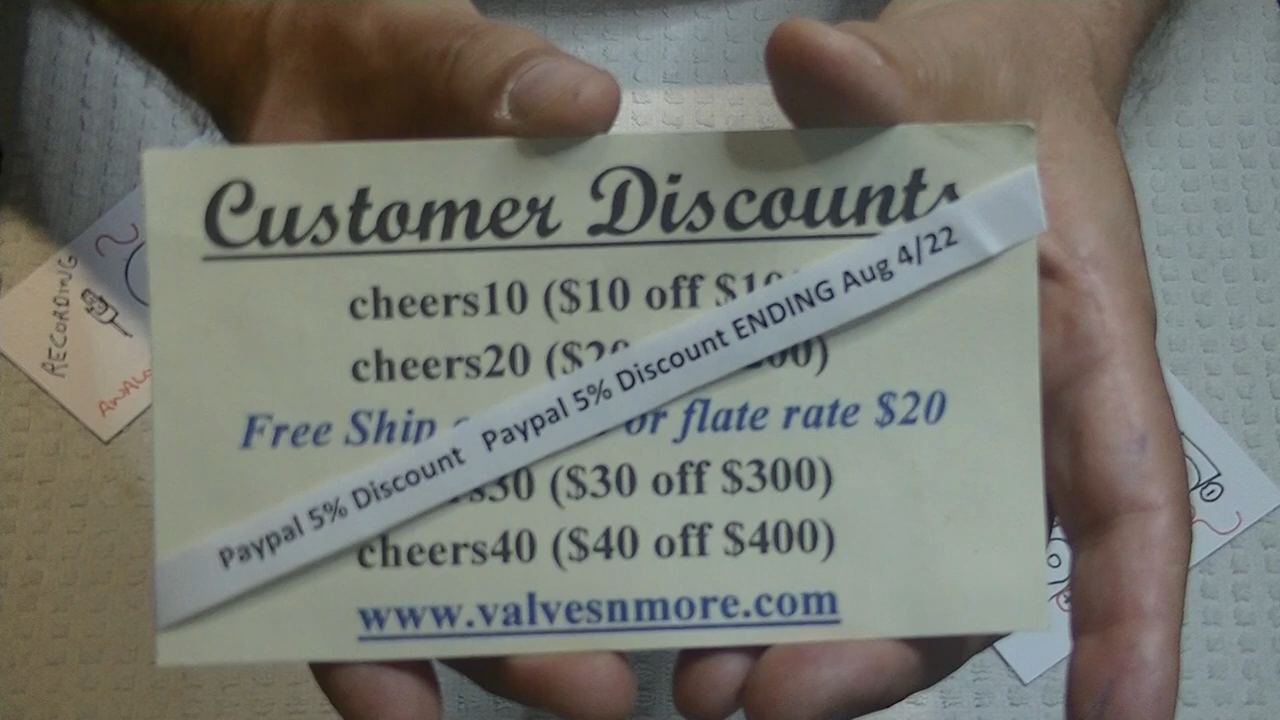 Customer Discounts
cheers10 ($10 off
cheers20
Free Ship or flate rate $20
($30 off $300)
cheers40 ($40 off $400)
www.valvesnmore.com
Paypal 5% Discount Paypal 5% Discount ENDING Aug 4/22
RECORDING